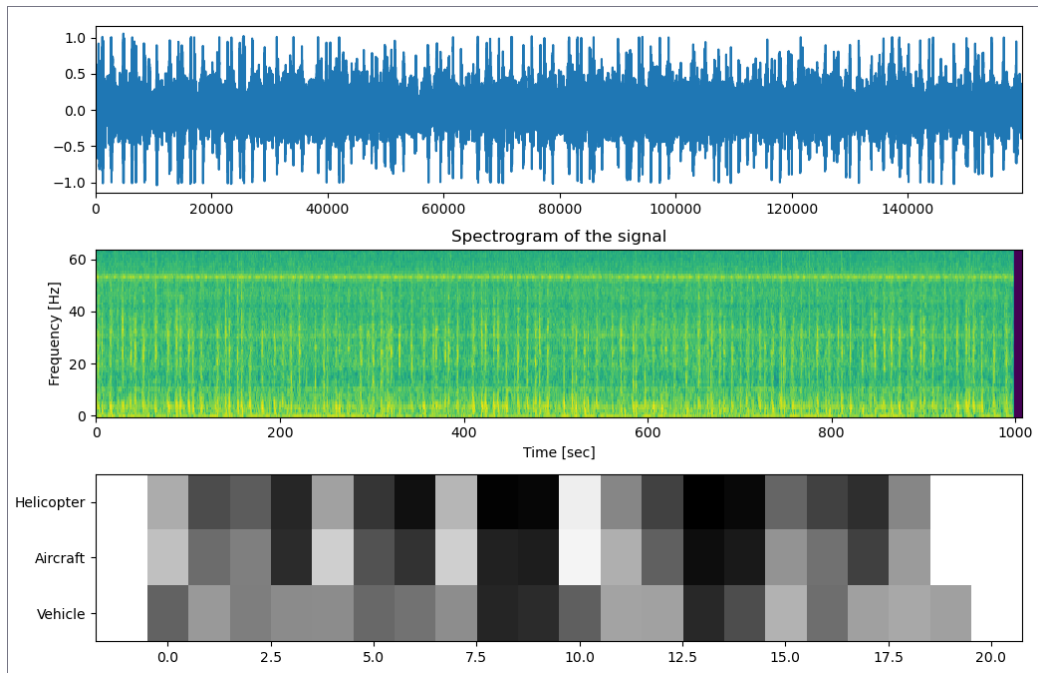 1.0
0.5
0.0
−0.5
−1.0
0 20000 40000 60000 80000 100000 120000 140000
Spectrogram of the signal
60
40
20
0
Frequency [Hz]
0 200 400 600 800 1000
Time [sec]
Helicopter
Aircraft
Vehicle
0.0 2.5 5.0 7.5 10.0 12.5 15.0 17.5 20.0